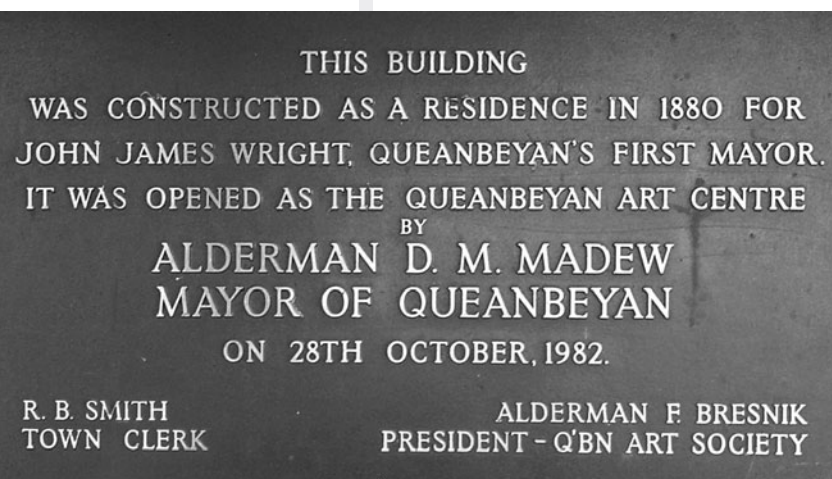 THIS BUILDING
WAS CONSTRUCTED AS A RESIDENCE IN 1880 FOR
JOHN JAMES WRIGHT, QUEANBEYAN'S FIRST MAYOR.
IT WAS OPENED AS THE QUEANBEYAN ART CENTRE
BY
ALDERMAN D. M. MADEW
MAYOR OF QUEANBEYAN
ON 28TH OCTOBER, 1982.
R. B. SMITH
TOWN CLERK
ALDERMAN F. BRESNIK
PRESIDENT - Q'BN ART SOCIETY